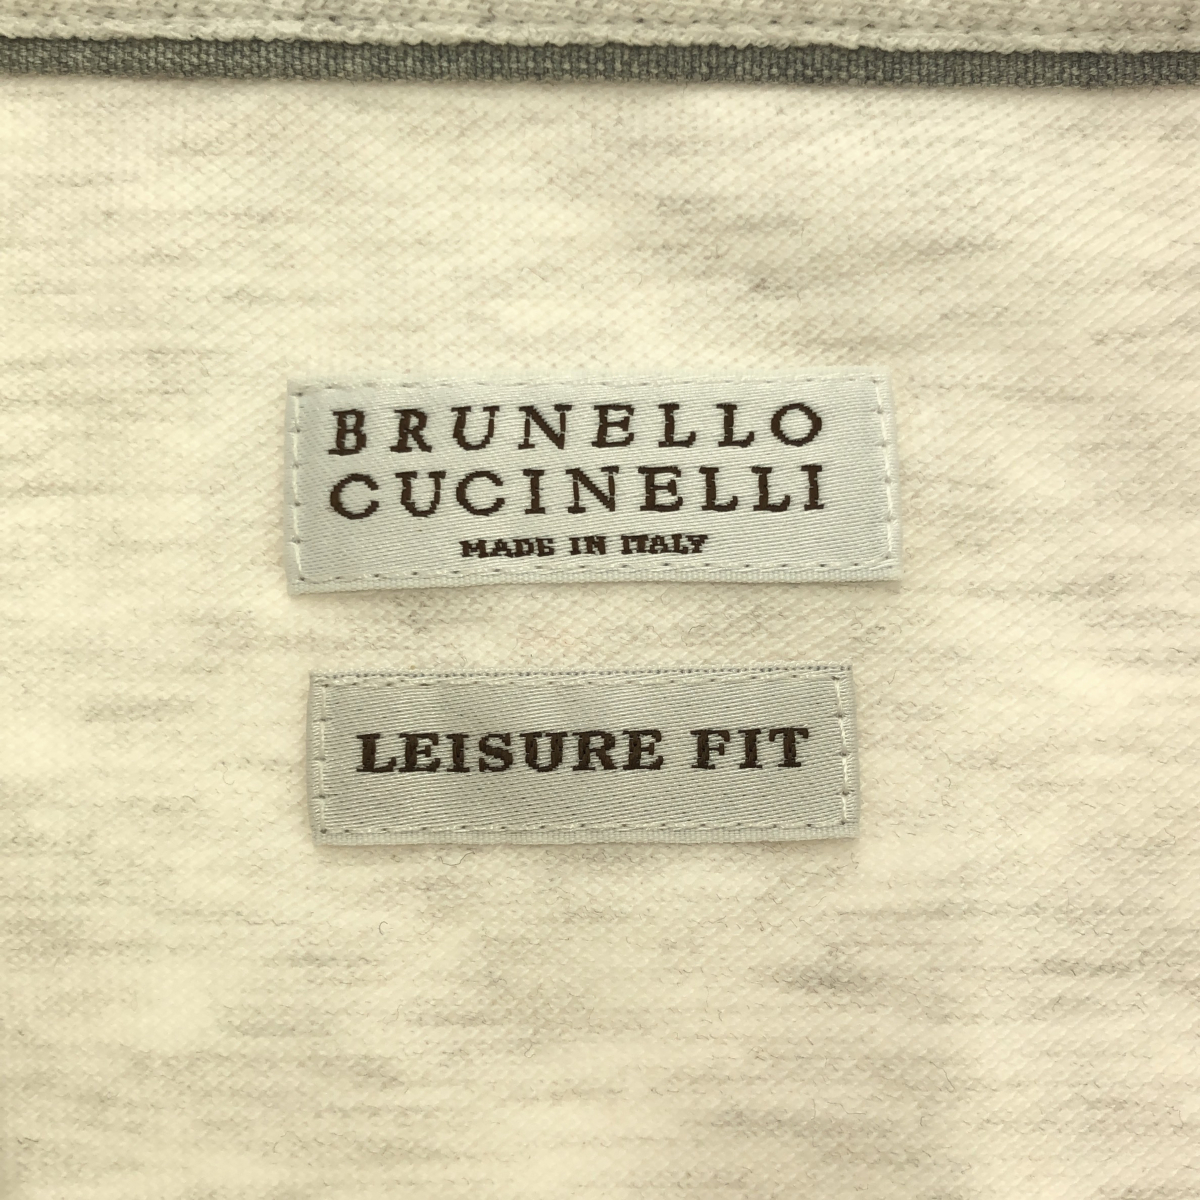 BRUNELLO
CUCINELLI
MADE IN ITALY
LEISURE FIT